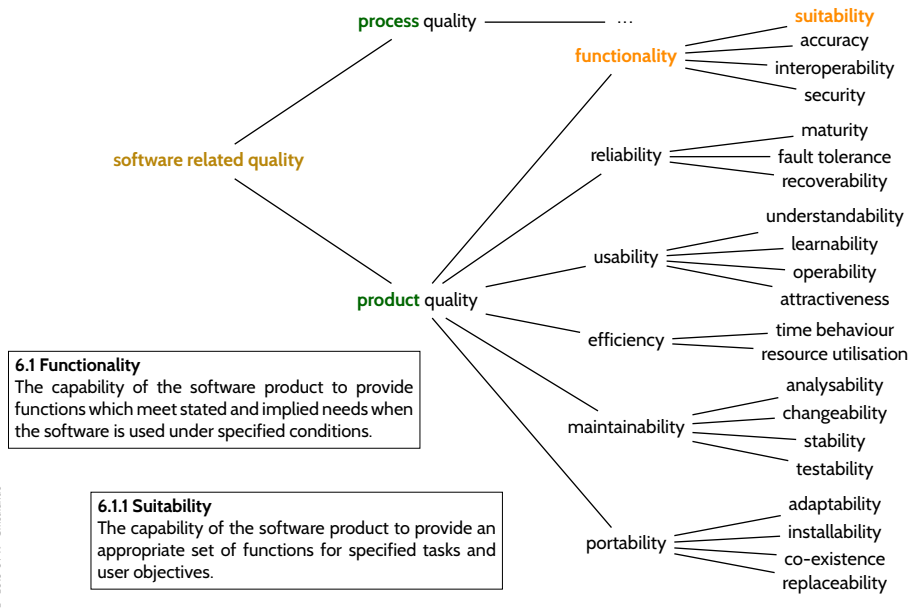 process quality
...
suitability
functionality
accuracy
interoperability
security
software related quality
reliability
maturity
fault tolerance
recoverability
usability
understandability
learnability
operability
attractiveness
product quality
efficiency
time behaviour
resource utilisation
maintainability
analysability
changeability
stability
testability
portability
adaptability
installability
co-existence
replaceability
6.1 Functionality
The capability of the software product to provide
functions which meet stated and implied needs when
the software is used under specified conditions.
6.1.1 Suitability
The capability of the software product to provide an
appropriate set of functions for specified tasks and
user objectives.